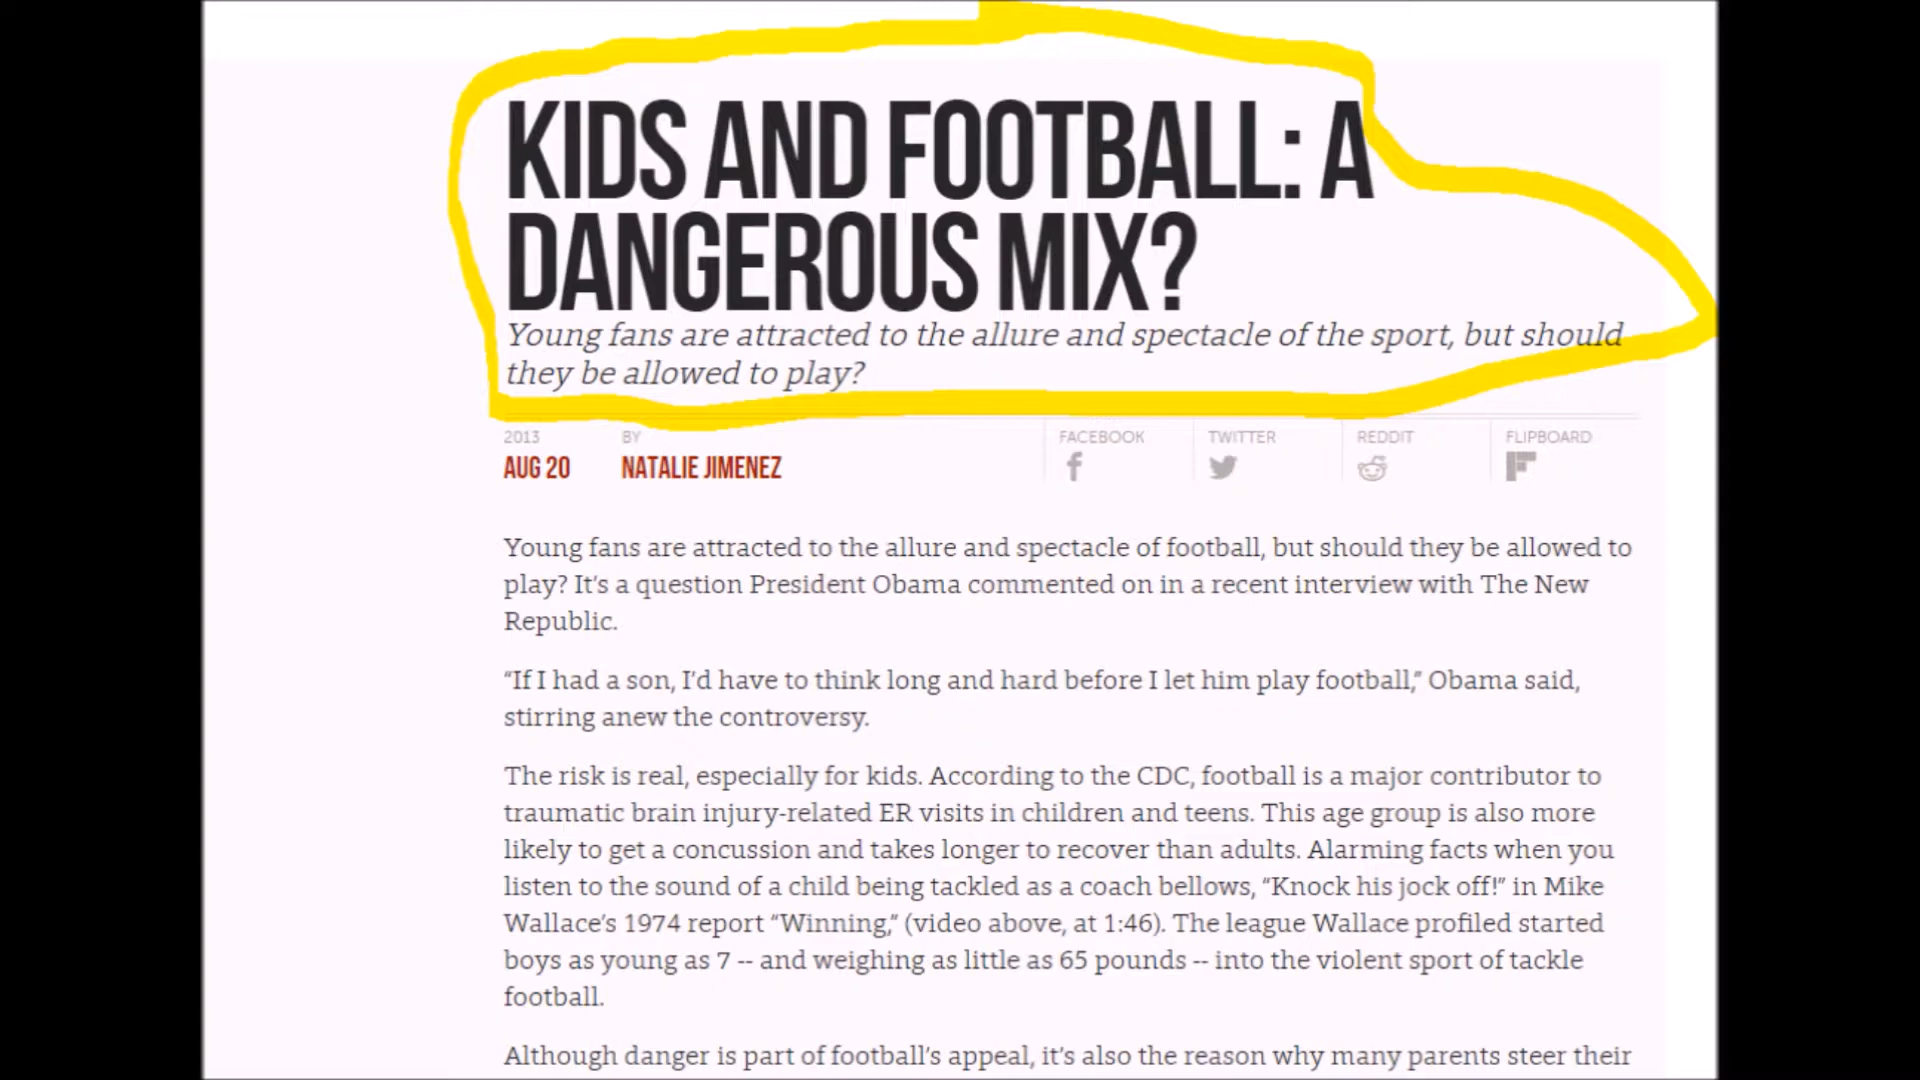 KIDS AND FOOTBALL: A
DANGEROUS MIX?
Young fans are attracted to the allure and spectacle of the sport, but should
they be allowed to play?
2013 BY FACEBOOK TWITTER REDDIT FLIPBOARD
AUG 20 NATALIE JIMENEZ
Young fans are attracted to the allure and spectacle of football, but should they be allowed to
play? It's a question President Obama commented on in a recent interview with The New
Republic.
“If I had a son, I'd have to think long and hard before I let him play football,” Obama said,
stirring anew the controversy.
The risk is real, especially for kids. According to the CDC, football is a major contributor to
traumatic brain injury-related ER visits in children and teens. This age group is also more
likely to get a concussion and takes longer to recover than adults. Alarming facts when you
listen to the sound of a child being tackled as a coach bellows, “Knock his jock off!” in Mike
Wallace's 1974 report “Winning,“ (video above, at 1:46). The league Wallace profiled started
boys as young as 7 -- and weighing as little as 65 pounds -- into the violent sport of tackle
football.
Although danger is part of football's appeal, it's also the reason why many parents steer their